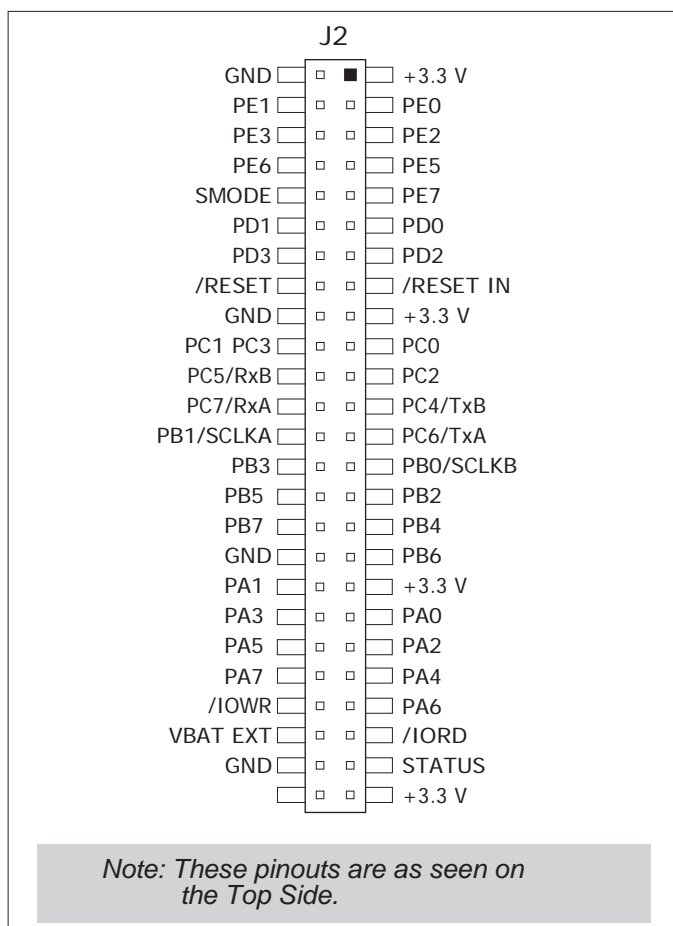 J2
GND +3.3 V
PE1 PE0
PE3 PE2
PE6 PE5
SMODE PE7
PD1 PD0
PD3 PD2
/RESET /RESET IN
GND +3.3 V
PC1 PC3 PC0
PC5/RxB PC2
PC7/RxA PC4/TxB
PB1/SCLKA PC6/TxA
PB3 PB0/SCLKB
PB5 PB2
PB7 PB4
GND PB6
PA1 +3.3 V
PA3 PA0
PA5 PA2
PA7 PA4
/IOWR PA6
VBAT EXT /IORD
GND STATUS
+3.3 V
Note: These pinouts are as seen on
the Top Side.